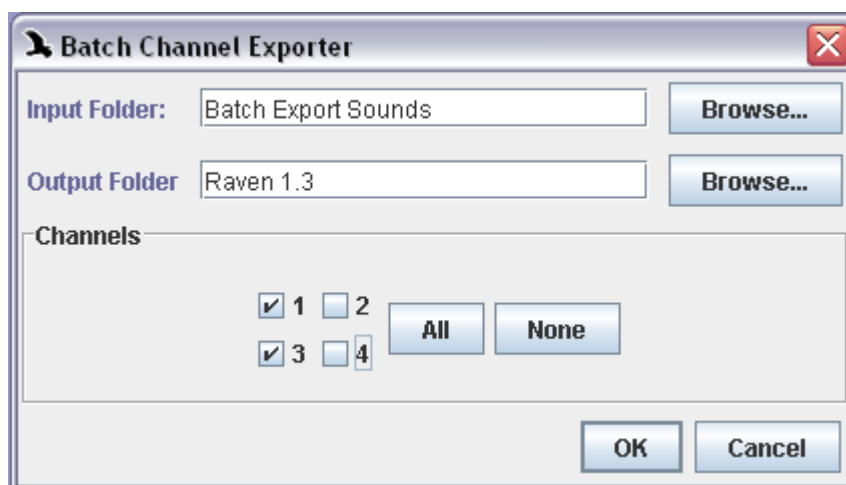 Batch Channel Exporter
Input Folder: Batch Export Sounds Browse...
Output Folder Raven 1.3 Browse...
Channels
1 2
3 4
All None
OK Cancel